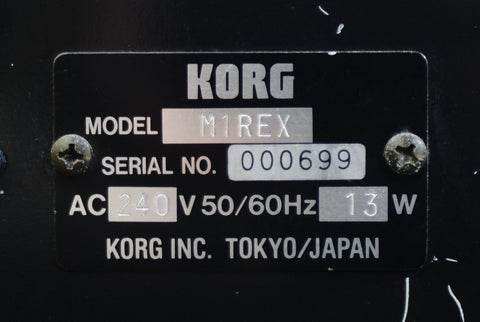 KORG
MODEL M1REX
SERIAL NO. 000699
AC 240 V 50/60Hz 13 W
KORG INC. TOKYO/JAPAN